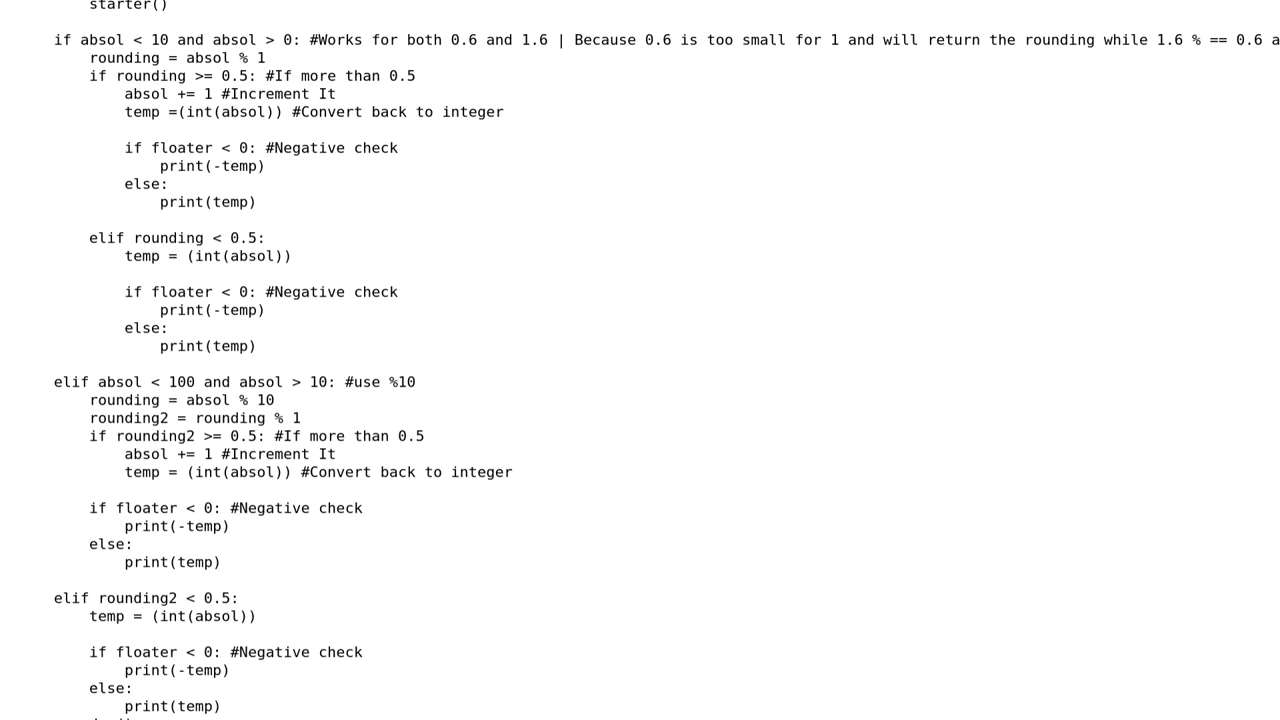 starter()
if absol < 10 and absol > 0: #Works for both 0.6 and 1.6 | Because 0.6 is too small for 1 and will return the rounding while 1.6 % == 0.6 a
rounding = absol % 1
if rounding >= 0.5: #If more than 0.5
absol += 1 #Increment It
temp =(int(absol)) #Convert back to integer
if floater < 0: #Negative check
print(-temp)
else:
print(temp)
elif rounding < 0.5:
temp = (int(absol))
if floater < 0: #Negative check
print(-temp)
else:
print(temp)
elif absol < 100 and absol > 10: #use %10
rounding = absol % 10
rounding2 = rounding % 1
if rounding2 >= 0.5: #If more than 0.5
absol += 1 #Increment It
temp = (int(absol)) #Convert back to integer
if floater < 0: #Negative check
print(-temp)
else:
print(temp)
elif rounding2 < 0.5:
temp = (int(absol))
if floater < 0: #Negative check
print(-temp)
else:
print(temp)